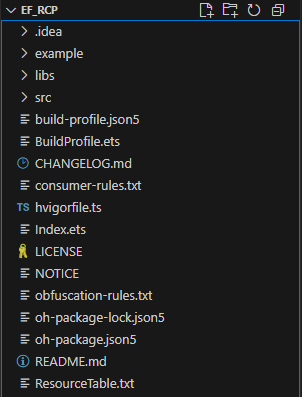 EF_RCP
.idea
example
libs
src
build-profile.json5
BuildProfile.ets
CHANGELOG.md
consumer-rules.txt
TS hvigorfile.ts
Index.ets
LICENSE
NOTICE
obfuscation-rules.txt
oh-package-lock.json5
oh-package.json5
README.md
ResourceTable.txt